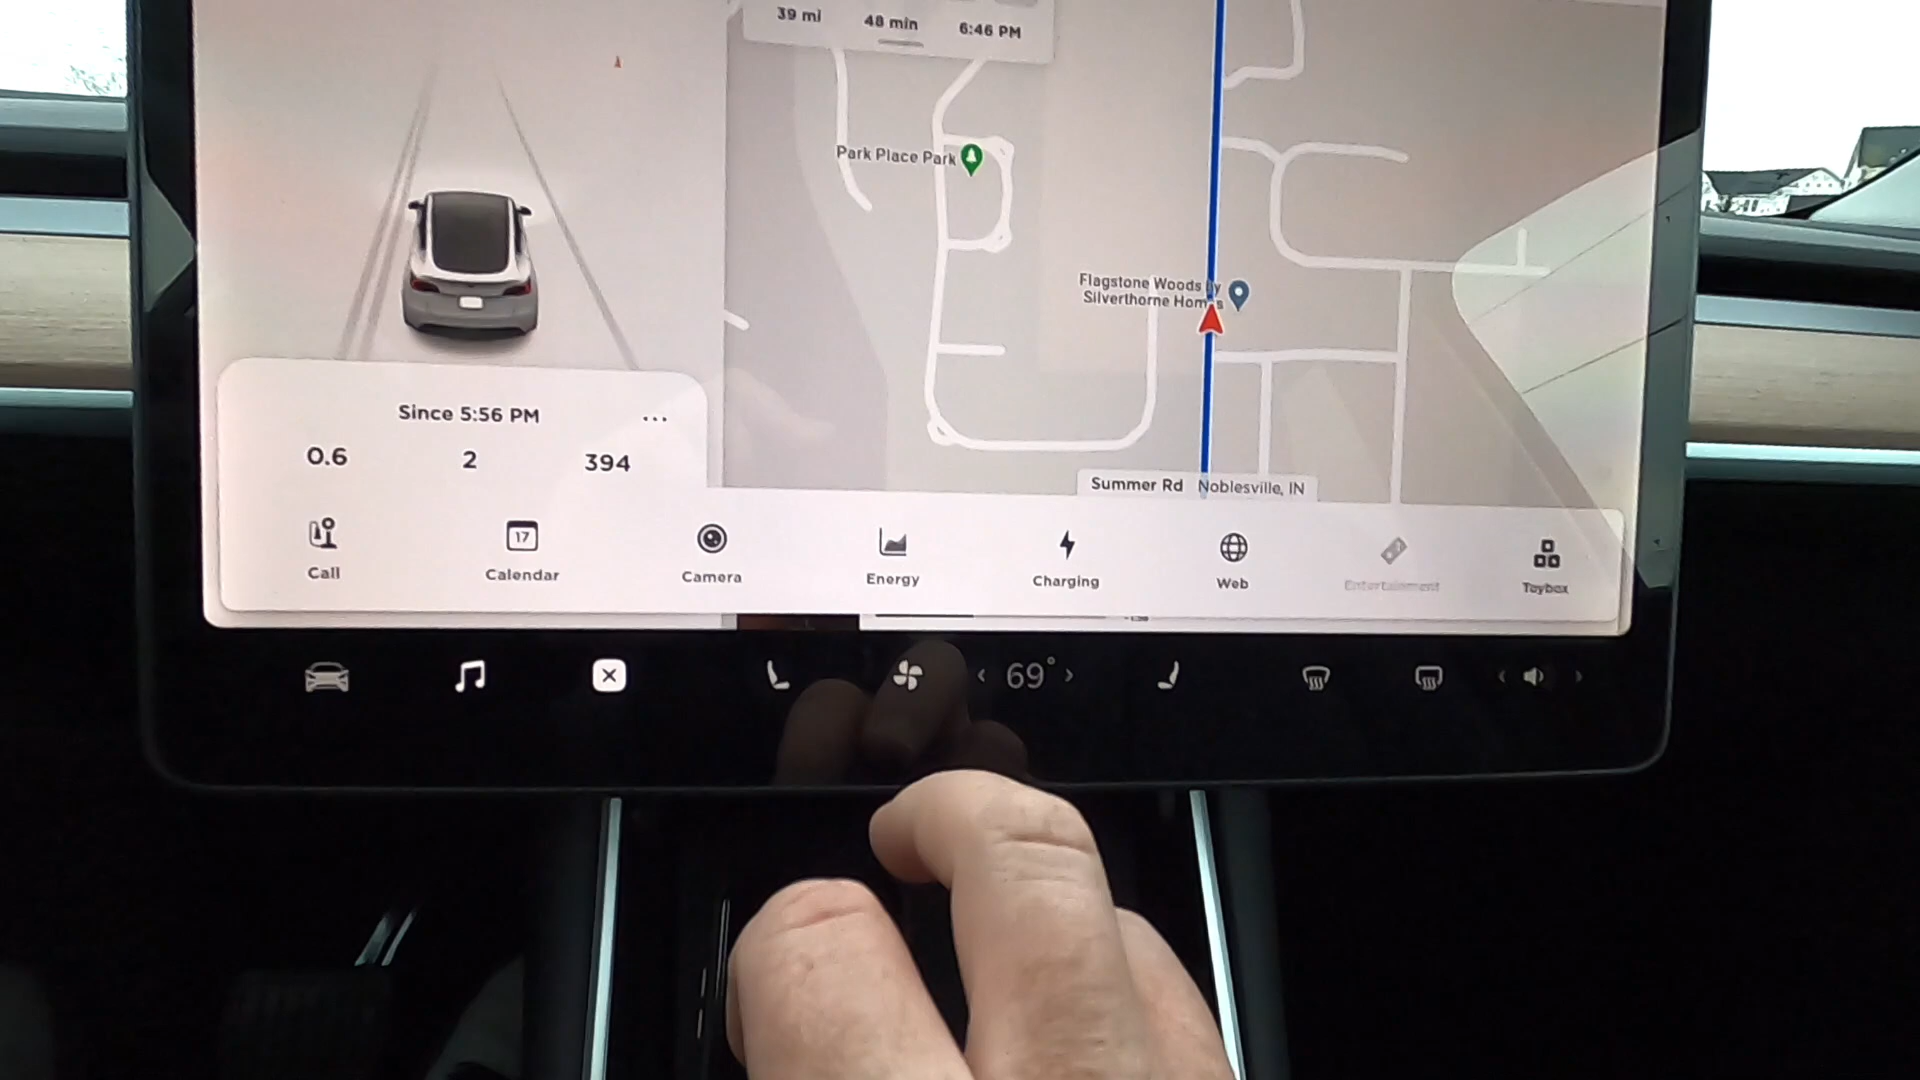 39 mi 48 min 6:46 PM
Park Place Park
Flagstone Woods by
Silverthorne Homes
Since 5:56 PM ...
0.6 2 394
Summer Rd Noblesville, IN
17
Call Calendar Camera Energy Charging Web Entertainment Toybox
69°